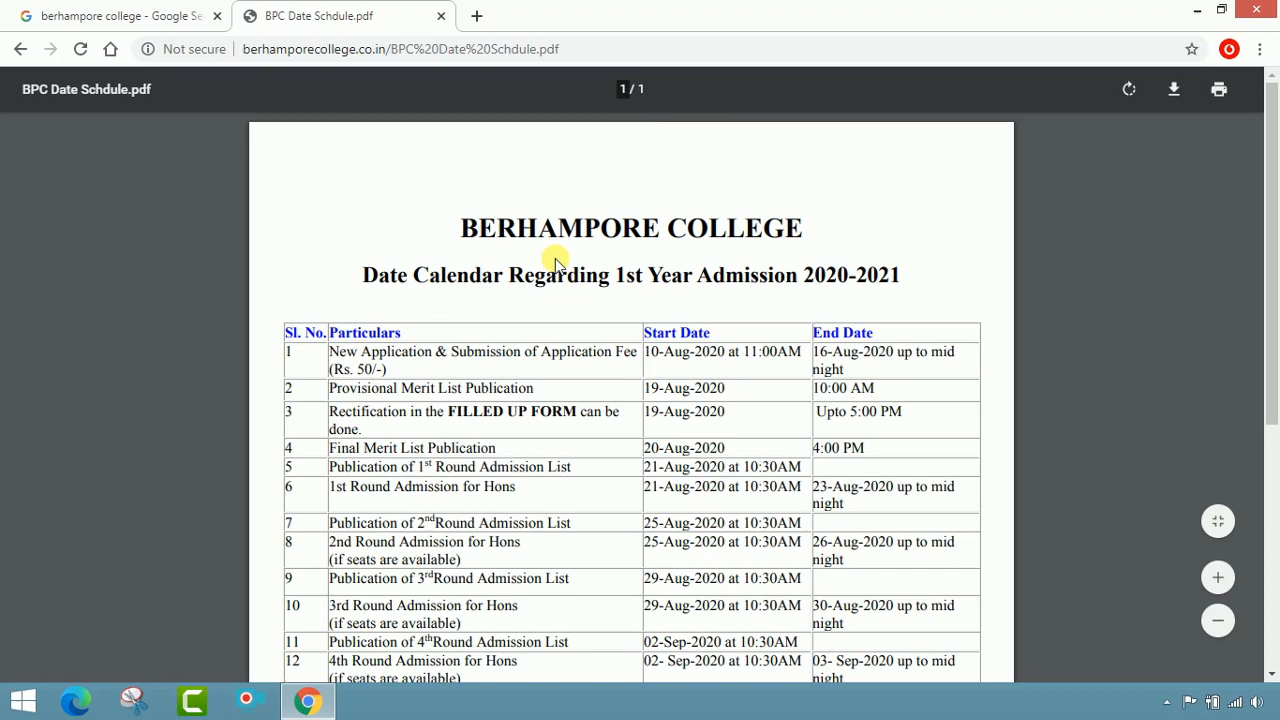 berhampore college - Google Se
BPC Date Schdule.pdf
Not secure
berhamporecollege.co.in/BPC%20Date%20Schdule.pdf
BPC Date Schdule.pdf
1 / 1
BERHAMPORE COLLEGE
Date Calendar Regarding 1st Year Admission 2020-2021
Sl. No. Particulars Start Date End Date
1 New Application & Submission of Application Fee 10-Aug-2020 at 11:00AM 16-Aug-2020 up to mid
(Rs. 50/-) night
2 Provisional Merit List Publication 19-Aug-2020 10:00 AM
3 Rectification in the FILLED UP FORM can be 19-Aug-2020 Upto 5:00 PM
done.
4 Final Merit List Publication 20-Aug-2020 4:00 PM
5 Publication of 1st Round Admission List 21-Aug-2020 at 10:30AM
6 1st Round Admission for Hons 21-Aug-2020 at 10:30AM 23-Aug-2020 up to mid
night
7 Publication of 2ndRound Admission List 25-Aug-2020 at 10:30AM
8 2nd Round Admission for Hons 25-Aug-2020 at 10:30AM 26-Aug-2020 up to mid
(if seats are available) night
9 Publication of 3rdRound Admission List 29-Aug-2020 at 10:30AM
10 3rd Round Admission for Hons 29-Aug-2020 at 10:30AM 30-Aug-2020 up to mid
(if seats are available) night
11 Publication of 4thRound Admission List 02-Sep-2020 at 10:30AM
12 4th Round Admission for Hons 02- Sep-2020 at 10:30AM 03- Sep-2020 up to mid
(if seats are available) night